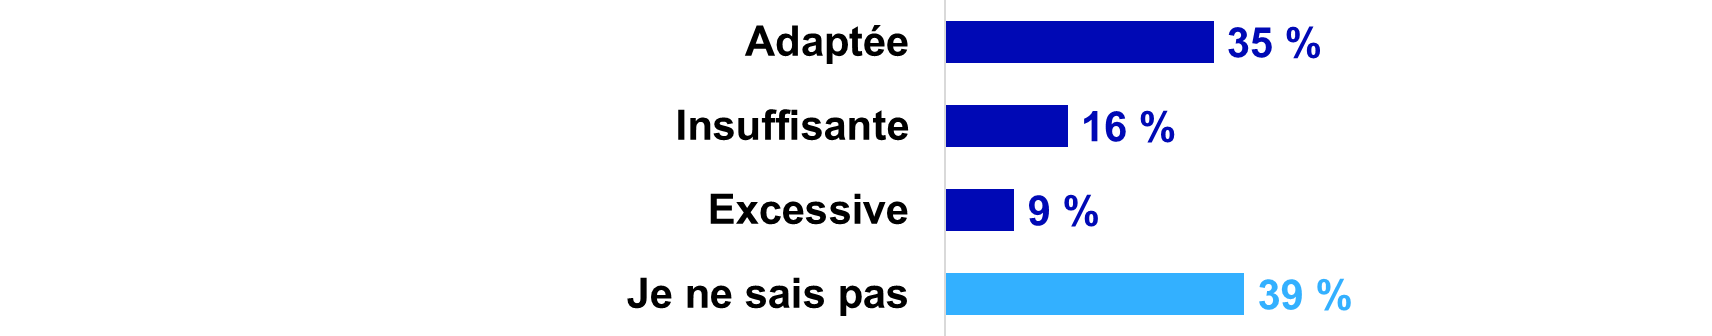 Adaptée 35 %
Insuffisante 16 %
Excessive 9 %
Je ne sais pas 39 %